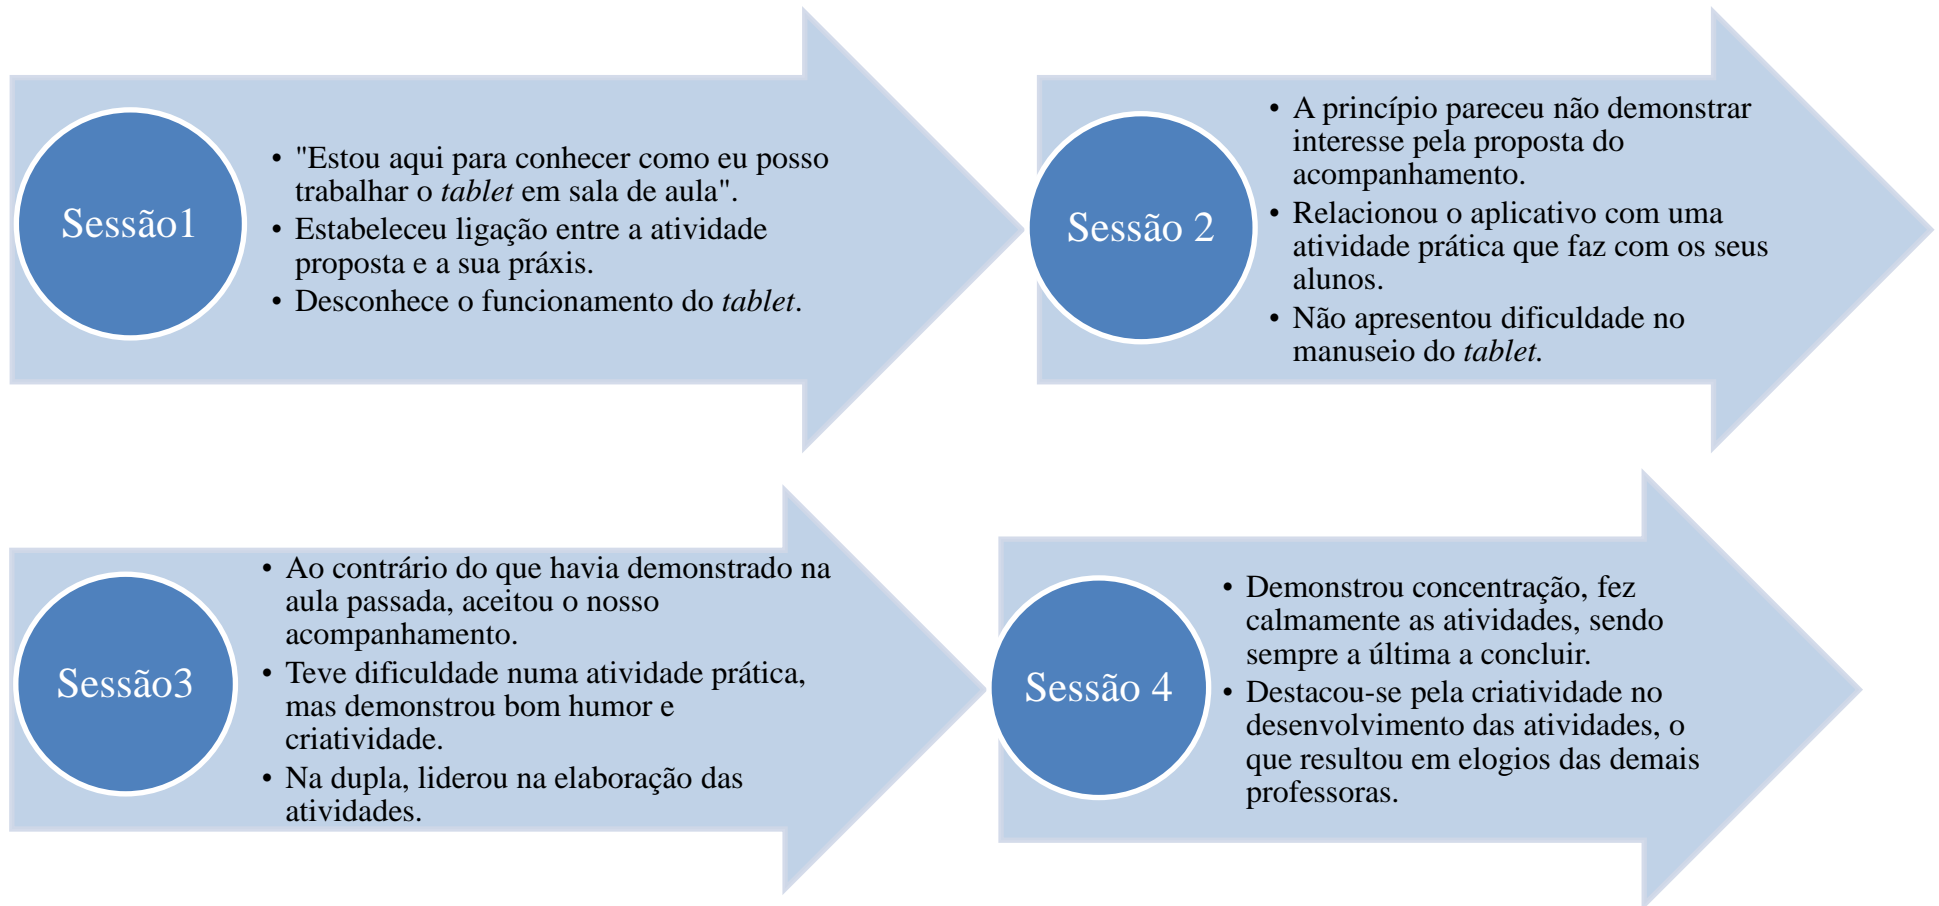 Sessão1
• "Estou aqui para conhecer como eu posso
trabalhar o tablet em sala de aula".
• Estabeleceu ligação entre a atividade
proposta e a sua práxis.
• Desconhece o funcionamento do tablet.
Sessão 2
• A princípio pareceu não demonstrar
interesse pela proposta do
acompanhamento.
• Relacionou o aplicativo com uma
atividade prática que faz com os seus
alunos.
• Não apresentou dificuldade no
manuseio do tablet.
Sessão3
• Ao contrário do que havia demonstrado na
aula passada, aceitou o nosso
acompanhamento.
• Teve dificuldade numa atividade prática,
mas demonstrou bom humor e
criatividade.
• Na dupla, liderou na elaboração das
atividades.
Sessão 4
• Demonstrou concentração, fez
calmamente as atividades, sendo
sempre a última a concluir.
• Destacou-se pela criatividade no
desenvolvimento das atividades, o
que resultou em elogios das demais
professoras.